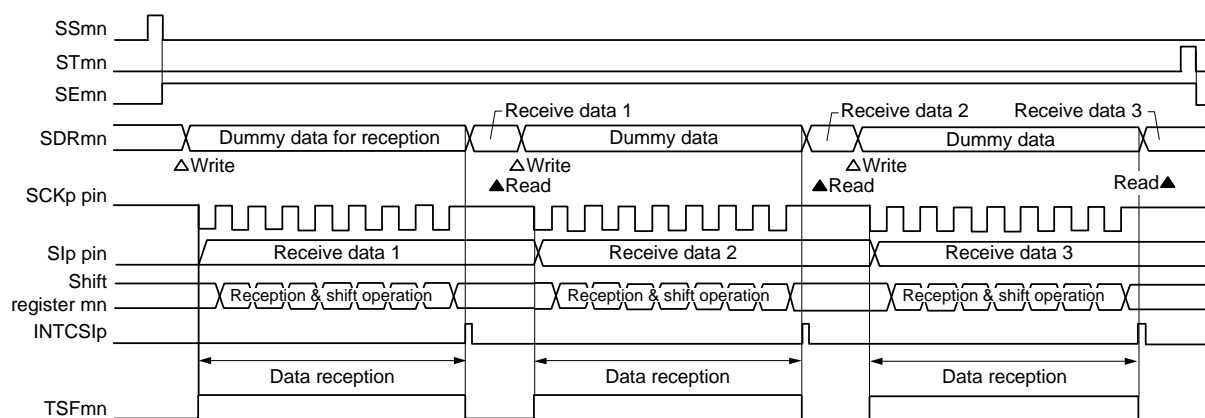 SSmn
STmn
SEmn
Receive data 1
Receive data 2
Receive data 3
SDRmn
Dummy data for reception
Dummy data
Dummy data
△Write
△Write
△Write
▲Read
▲Read
Read▲
SCKp pin
SIp pin
Receive data 1
Receive data 2
Receive data 3
Shift
register mn
Reception & shift operation
Reception & shift operation
Reception & shift operation
INTCSIp
Data reception
Data reception
Data reception
TSFmn